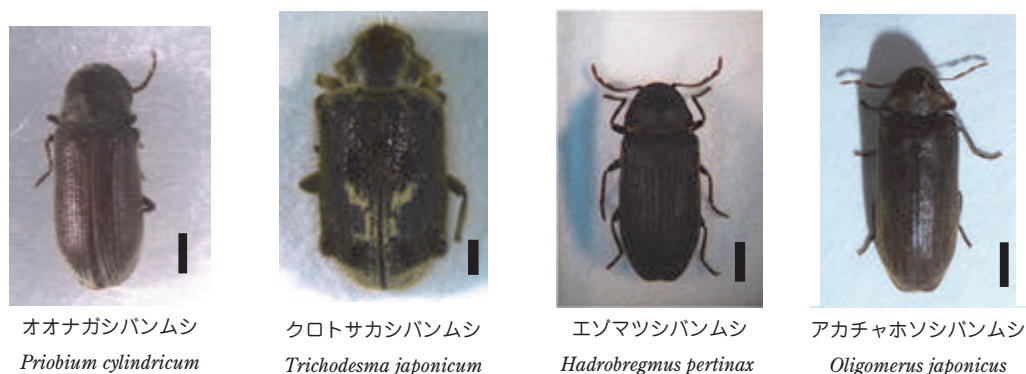 オオナガシバンムシ
Priobium cylindricum
クロトサカシバンムシ
Trichodesma japonicum
エゾマツシバンムシ
Hadrobregmus pertinax
アカチャホソシバンムシ
Oligomerus japonicus